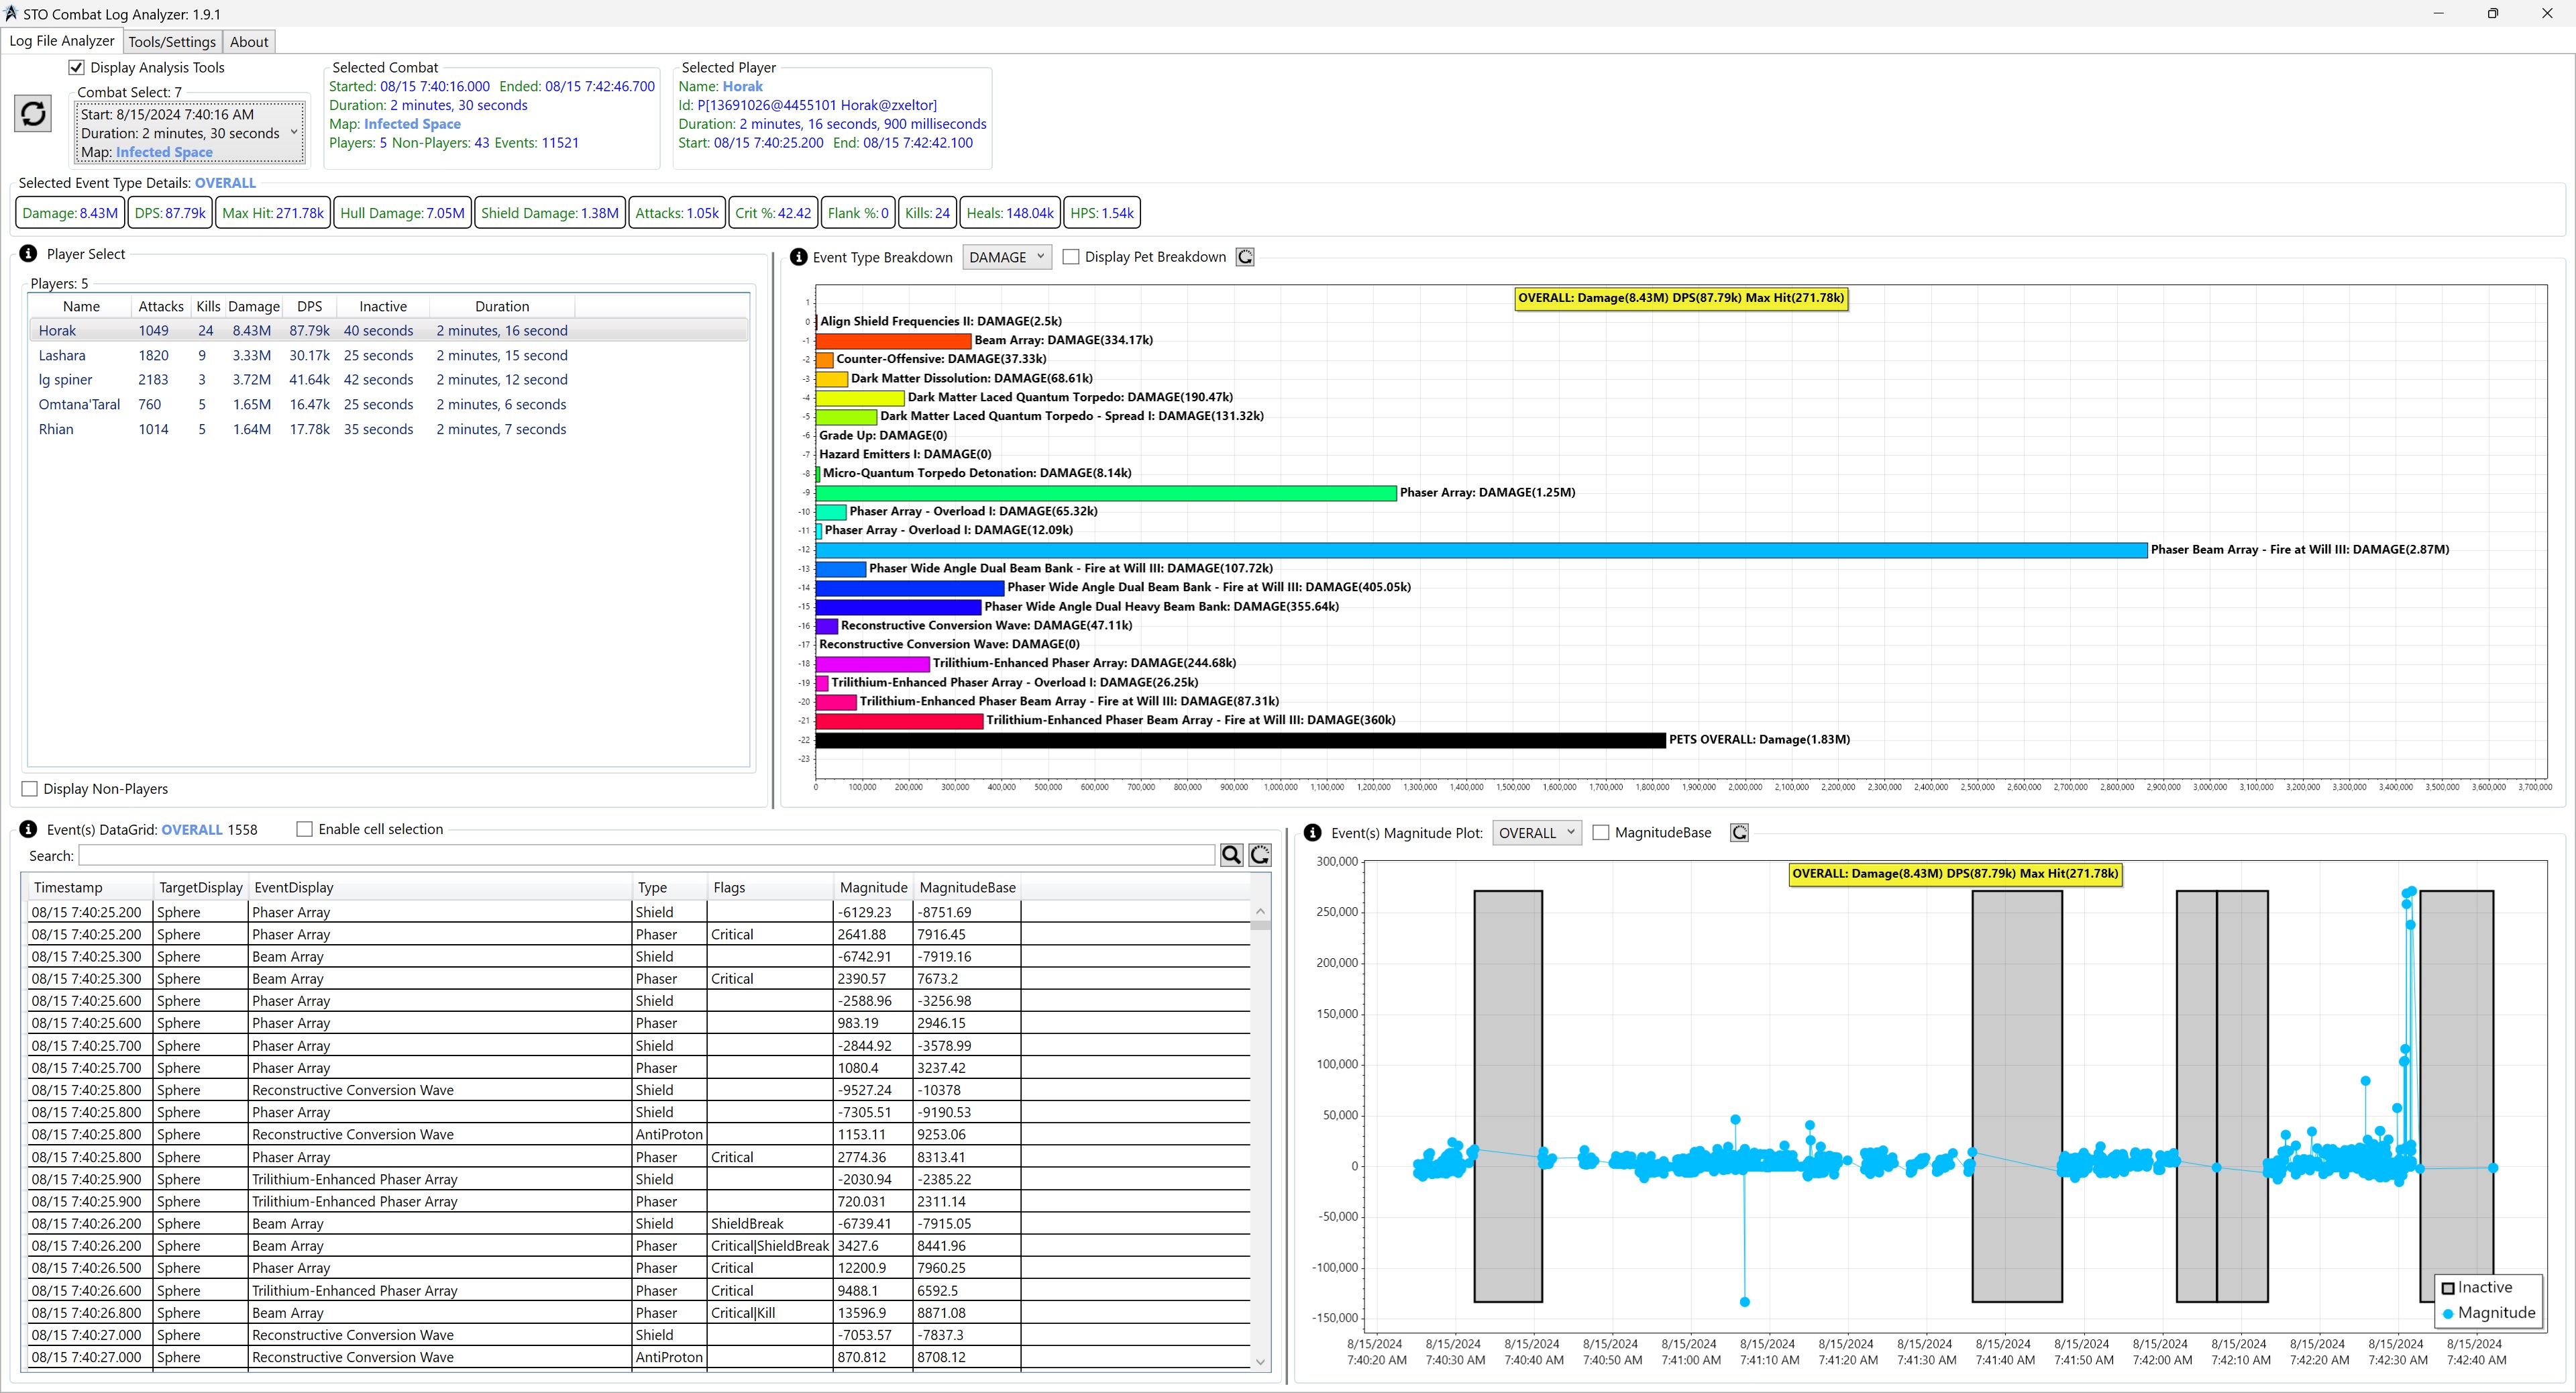 STO Combat Log Analyzer: 1.9.1
Log File Analyzer Tools/Settings About
Display Analysis Tools
Combat Select: 7
Start: 8/15/2024 7:40:16 AM
Duration: 2 minutes, 30 seconds
Map: Infected Space
Selected Combat
Started: 08/15 7:40:16.000 Ended: 08/15 7:42:46.700
Duration: 2 minutes, 30 seconds
Map: Infected Space
Players: 5 Non-Players: 43 Events: 11521
Selected Player
Name: Horak
Id: P[13691026@4455101 Horak@zxeltor]
Duration: 2 minutes, 16 seconds, 900 milliseconds
Start: 08/15 7:40:25.200 End: 08/15 7:42:42.100
Selected Event Type Details: OVERALL
Damage: 8.43M DPS: 87.79k Max Hit: 271.78k Hull Damage: 7.05M Shield Damage: 1.38M Attacks: 1.05k Crit %: 42.42 Flank %: 0 Kills: 24 Heals: 148.04k HPS: 1.54k
Player Select
Players: 5
Name Attacks Kills Damage DPS Inactive Duration
Horak 1049 24 8.43M 87.79k 40 seconds 2 minutes, 16 second
Lashara 1820 9 3.33M 30.17k 25 seconds 2 minutes, 15 second
lg spiner 2183 3 3.72M 41.64k 42 seconds 2 minutes, 12 second
Omtana'Taral 760 5 1.65M 16.47k 25 seconds 2 minutes, 6 seconds
Rhian 1014 5 1.64M 17.78k 35 seconds 2 minutes, 7 seconds
Display Non-Players
Event Type Breakdown DAMAGE Display Pet Breakdown
OVERALL: Damage(8.43M) DPS(87.79k) Max Hit(271.78k)
1
0 Align Shield Frequencies II: DAMAGE(2.5k)
-1 Beam Array: DAMAGE(334.17k)
-2 Counter-Offensive: DAMAGE(37.33k)
-3 Dark Matter Dissolution: DAMAGE(68.61k)
-4 Dark Matter Laced Quantum Torpedo: DAMAGE(190.47k)
-5 Dark Matter Laced Quantum Torpedo - Spread I: DAMAGE(131.32k)
-6 Grade Up: DAMAGE(0)
-7 Hazard Emitters I: DAMAGE(0)
-8 Micro-Quantum Torpedo Detonation: DAMAGE(8.14k)
-9 Phaser Array: DAMAGE(1.25M)
-10 Phaser Array - Overload I: DAMAGE(65.32k)
-11 Phaser Array - Overload I: DAMAGE(12.09k)
-12 Phaser Beam Array - Fire at Will III: DAMAGE(2.87M)
-13 Phaser Wide Angle Dual Beam Bank - Fire at Will III: DAMAGE(107.72k)
-14 Phaser Wide Angle Dual Beam Bank - Fire at Will III: DAMAGE(405.05k)
-15 Phaser Wide Angle Dual Heavy Beam Bank: DAMAGE(355.64k)
-16 Reconstructive Conversion Wave: DAMAGE(47.11k)
-17 Reconstructive Conversion Wave: DAMAGE(0)
-18 Trilithium-Enhanced Phaser Array: DAMAGE(244.68k)
-19 Trilithium-Enhanced Phaser Array - Overload I: DAMAGE(26.25k)
-20 Trilithium-Enhanced Phaser Beam Array - Fire at Will III: DAMAGE(87.31k)
-21 Trilithium-Enhanced Phaser Beam Array - Fire at Will III: DAMAGE(360k)
-22 PETS OVERALL: Damage(1.83M)
-23
0 100,000 200,000 300,000 400,000 500,000 600,000 700,000 800,000 900,000 1,000,000 1,100,000 1,200,000 1,300,000 1,400,000 1,500,000 1,600,000 1,700,000 1,800,000 1,900,000 2,000,000 2,100,000 2,200,000 2,300,000 2,400,000 2,500,000 2,600,000 2,700,000 2,800,000 2,900,000 3,000,000 3,100,000 3,200,000 3,300,000 3,400,000 3,500,000 3,600,000 3,700,000
Event(s) DataGrid: OVERALL 1558 Enable cell selection
Search:
Timestamp TargetDisplay EventDisplay Type Flags Magnitude MagnitudeBase
08/15 7:40:25.200 Sphere Phaser Array Shield -6129.23 -8751.69
08/15 7:40:25.200 Sphere Phaser Array Phaser Critical 2641.88 7916.45
08/15 7:40:25.300 Sphere Beam Array Shield -6742.91 -7919.16
08/15 7:40:25.300 Sphere Beam Array Phaser Critical 2390.57 7673.2
08/15 7:40:25.600 Sphere Phaser Array Shield -2588.96 -3256.98
08/15 7:40:25.600 Sphere Phaser Array Phaser 983.19 2946.15
08/15 7:40:25.700 Sphere Phaser Array Shield -2844.92 -3578.99
08/15 7:40:25.700 Sphere Phaser Array Phaser 1080.4 3237.42
08/15 7:40:25.800 Sphere Reconstructive Conversion Wave Shield -9527.24 -10378
08/15 7:40:25.800 Sphere Phaser Array Shield -7305.51 -9190.53
08/15 7:40:25.800 Sphere Reconstructive Conversion Wave AntiProton 1153.11 9253.06
08/15 7:40:25.800 Sphere Phaser Array Phaser Critical 2774.36 8313.41
08/15 7:40:25.900 Sphere Trilithium-Enhanced Phaser Array Shield -2030.94 -2385.22
08/15 7:40:25.900 Sphere Trilithium-Enhanced Phaser Array Phaser 720.031 2311.14
08/15 7:40:26.200 Sphere Beam Array Shield ShieldBreak -6739.41 -7915.05
08/15 7:40:26.200 Sphere Beam Array Phaser Critical|ShieldBreak 3427.6 8441.96
08/15 7:40:26.500 Sphere Phaser Array Phaser Critical 12200.9 7960.25
08/15 7:40:26.600 Sphere Trilithium-Enhanced Phaser Array Phaser Critical 9488.1 6592.5
08/15 7:40:26.800 Sphere Beam Array Phaser Critical|Kill 13596.9 8871.08
08/15 7:40:27.000 Sphere Reconstructive Conversion Wave Shield -7053.57 -7837.3
08/15 7:40:27.000 Sphere Reconstructive Conversion Wave AntiProton 870.812 8708.12
Event(s) Magnitude Plot: OVERALL MagnitudeBase
OVERALL: Damage(8.43M) DPS(87.79k) Max Hit(271.78k)
300,000
250,000
200,000
150,000
100,000
50,000
0
-50,000
-100,000
-150,000
Inactive
Magnitude
8/15/2024 8/15/2024 8/15/2024 8/15/2024 8/15/2024 8/15/2024 8/15/2024 8/15/2024 8/15/2024 8/15/2024 8/15/2024 8/15/2024 8/15/2024 8/15/2024 8/15/2024
7:40:20 AM 7:40:30 AM 7:40:40 AM 7:40:50 AM 7:41:00 AM 7:41:10 AM 7:41:20 AM 7:41:30 AM 7:41:40 AM 7:41:50 AM 7:42:00 AM 7:42:10 AM 7:42:20 AM 7:42:30 AM 7:42:40 AM